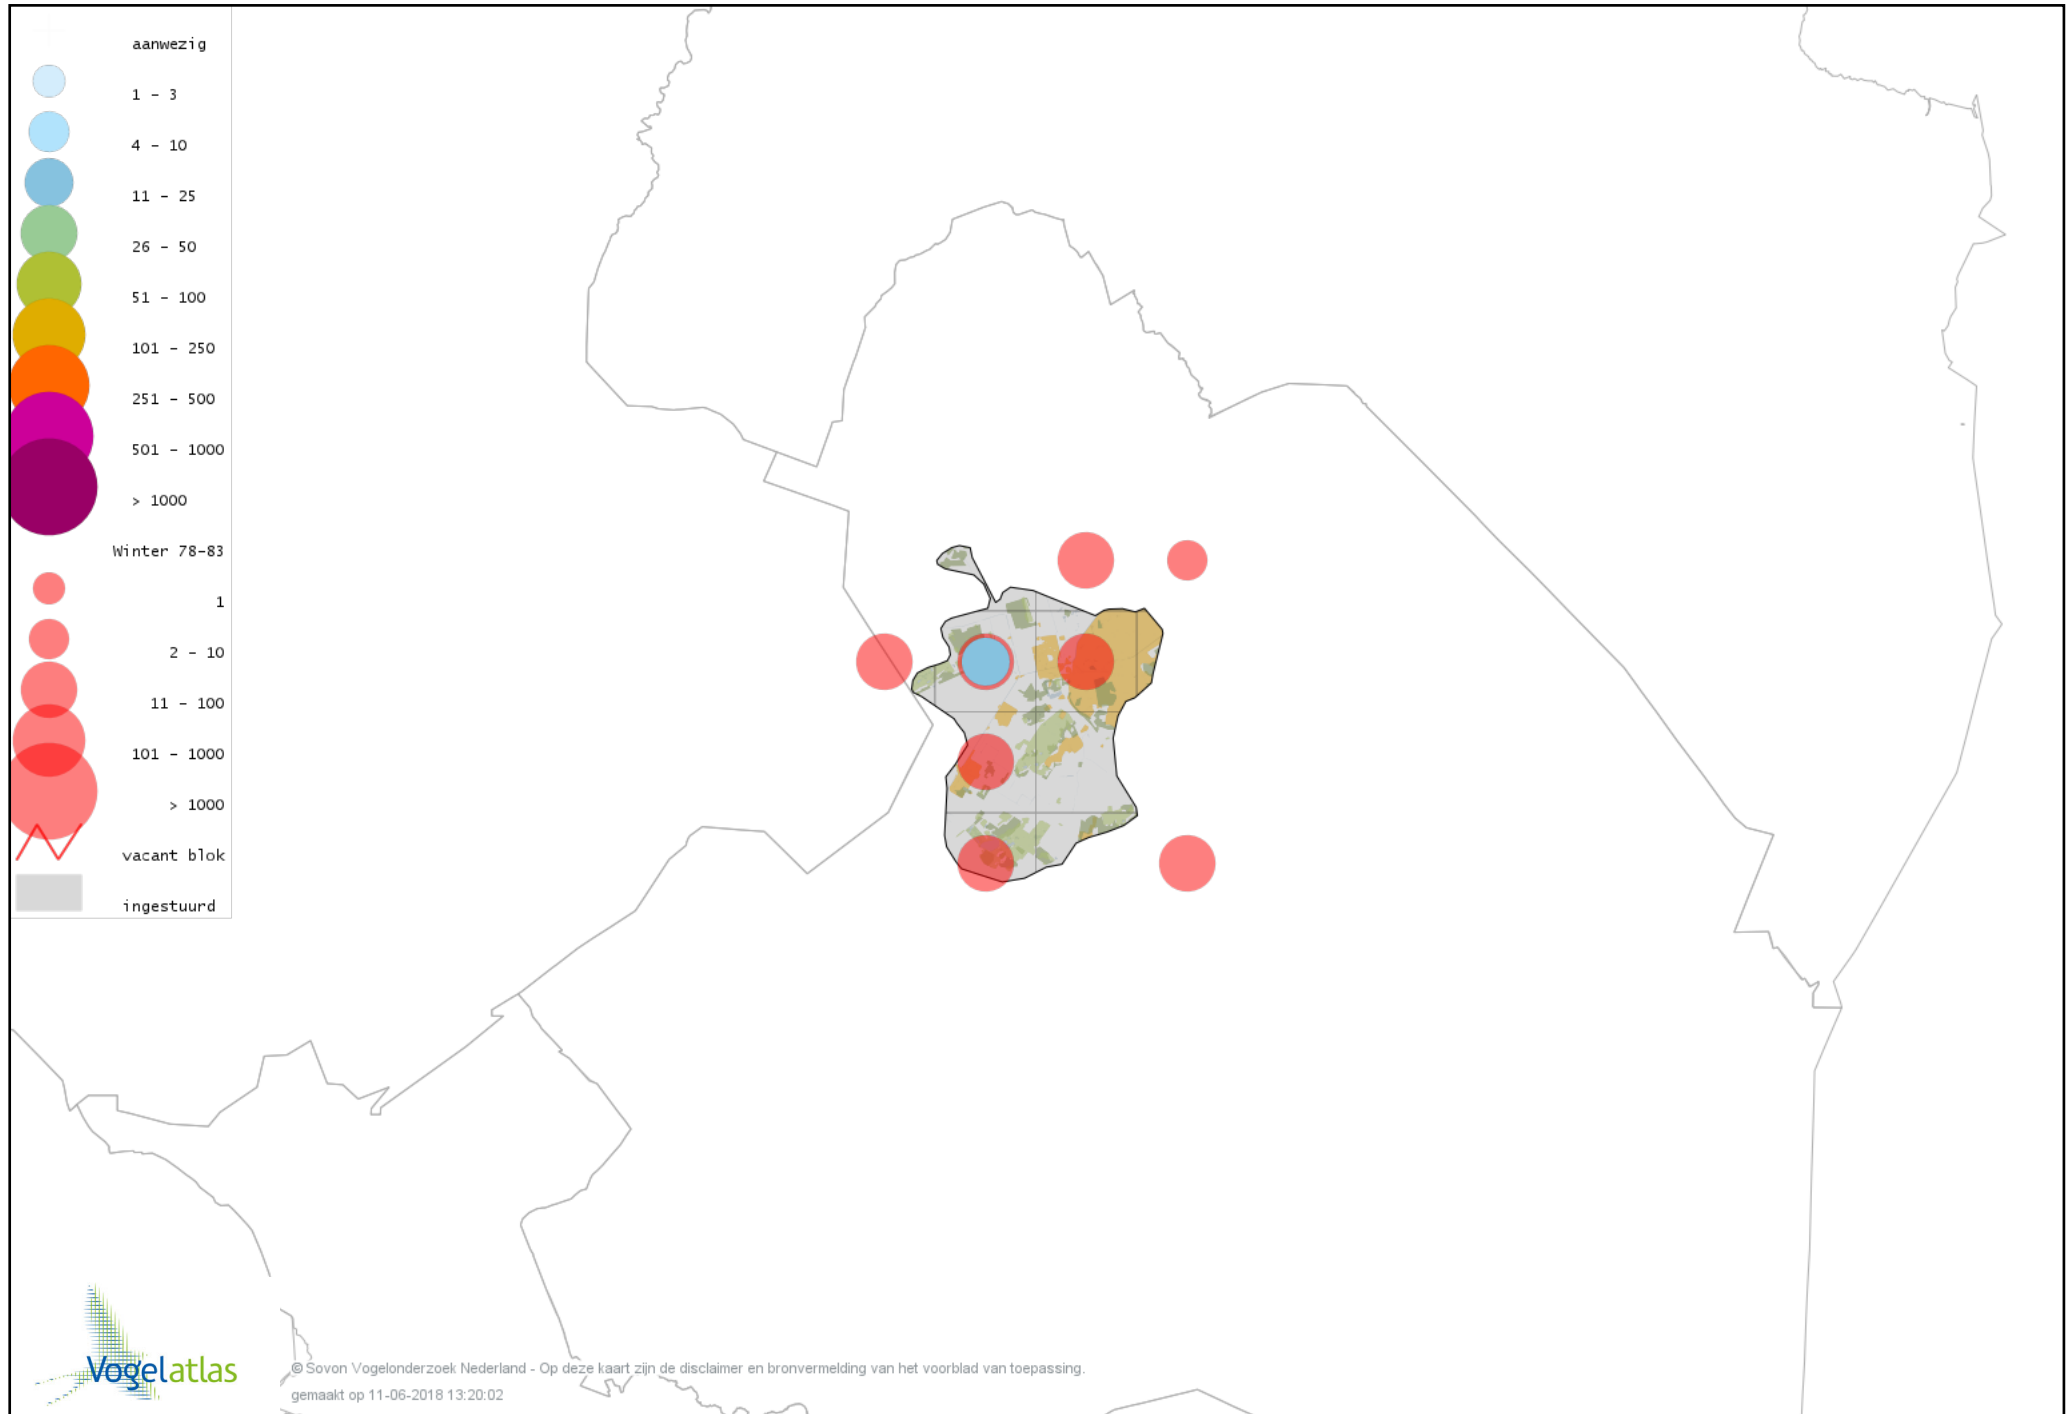 aanwezig
1 – 3
4 – 10
11 – 25
26 – 50
51 – 100
101 – 250
251 – 500
501 – 1000
> 1000
Winter 78–83
1
2 – 10
11 – 100
101 – 1000
> 1000
vacant blok
ingestuurd
Vogelatlas
© Sovon Vogelonderzoek Nederland - Op deze kaart zijn de disclaimer en bronvermelding van het voorblad van toepassing.
gemaakt op 11-06-2018 13:20:02